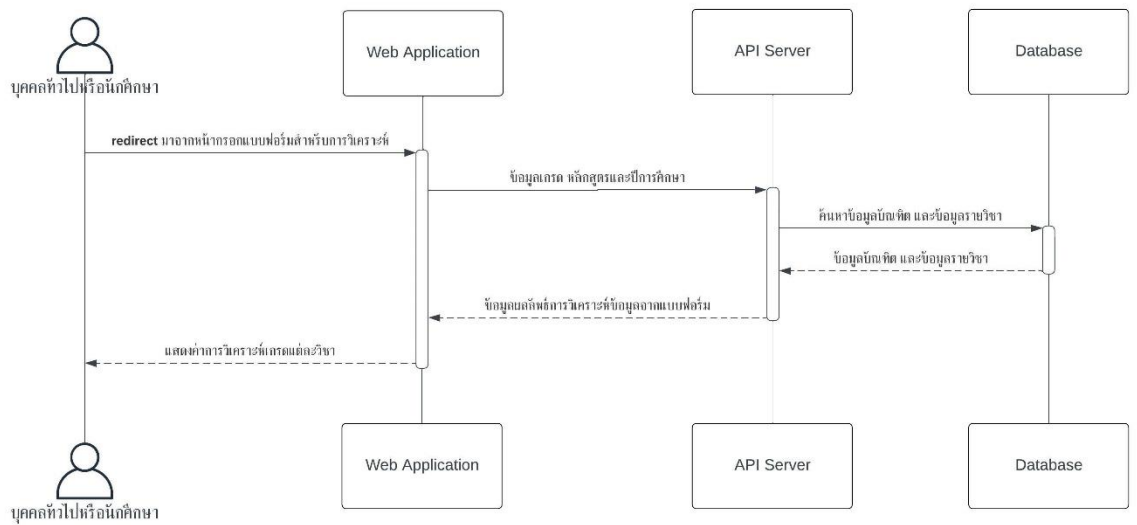 บุคคลทั่วไปหรือนักศึกษา
Web Application
API Server
Database
redirect มาจากหน้ากรอกแบบฟอร์มสำหรับการวิเคราะห์
ข้อมูลเกรด หลักสูตรและปีการศึกษา
ค้นหาข้อมูลบัณฑิต และข้อมูลรายวิชา
ข้อมูลบัณฑิต และข้อมูลรายวิชา
ข้อมูลผลลัพธ์การวิเคราะห์ข้อมูลจากแบบฟอร์ม
แสดงค่าการวิเคราะห์เกรดแต่ละวิชา
บุคคลทั่วไปหรือนักศึกษา
Web Application
API Server
Database